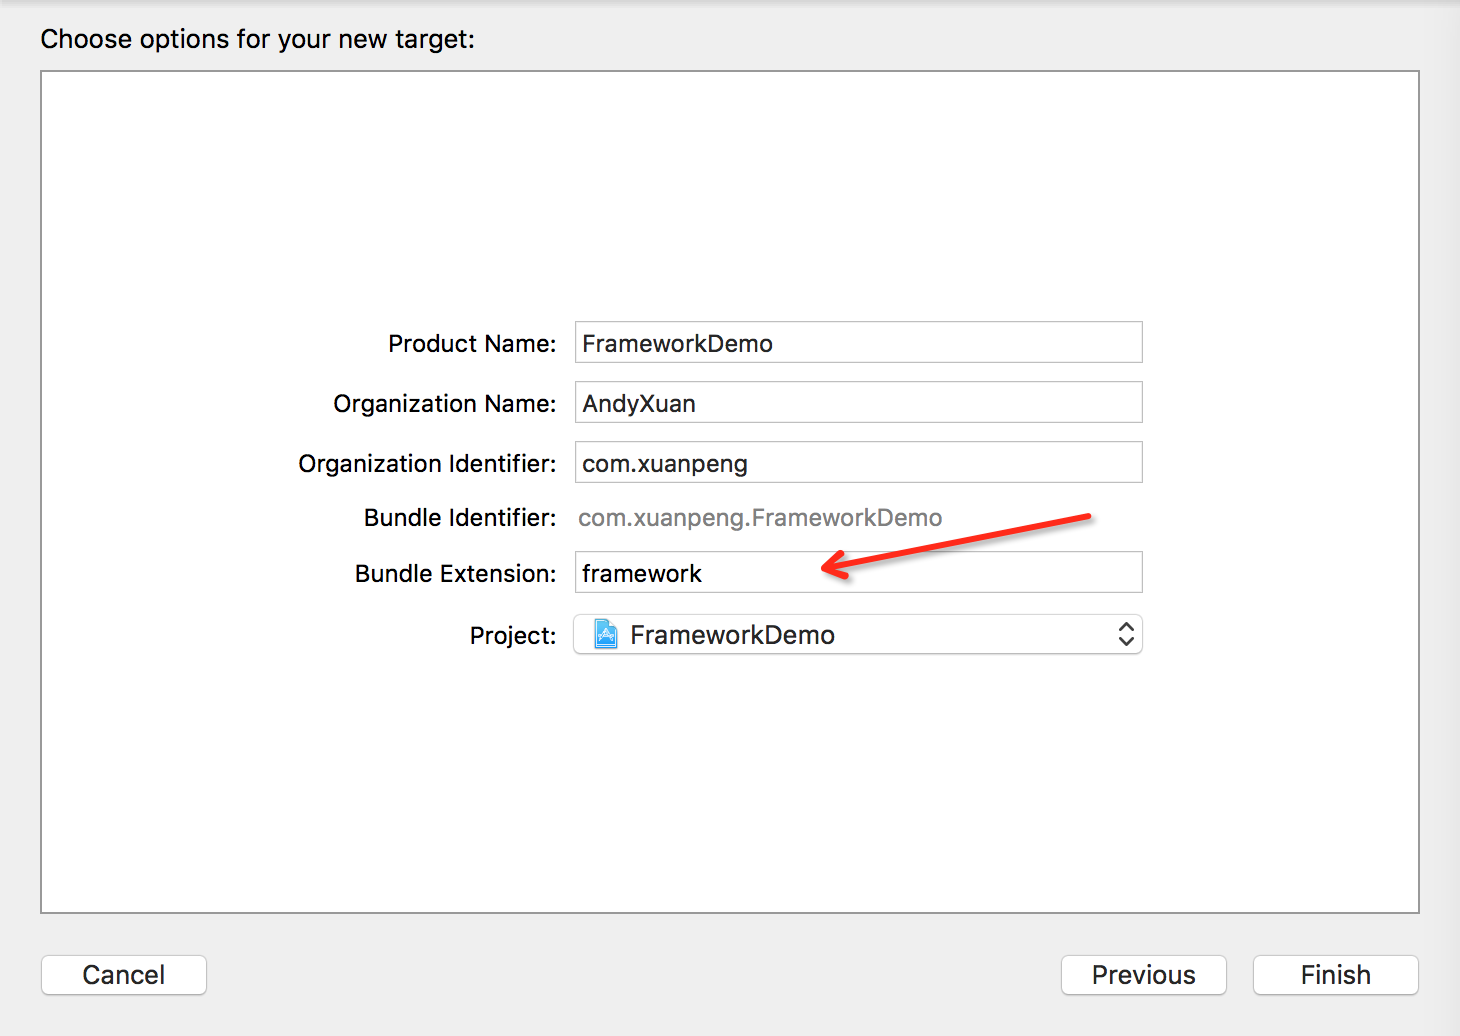 Choose options for your new target:
Product Name: FrameworkDemo
Organization Name: AndyXuan
Organization Identifier: com.xuanpeng
Bundle Identifier: com.xuanpeng.FrameworkDemo
Bundle Extension: framework
Project: FrameworkDemo
Cancel Previous Finish